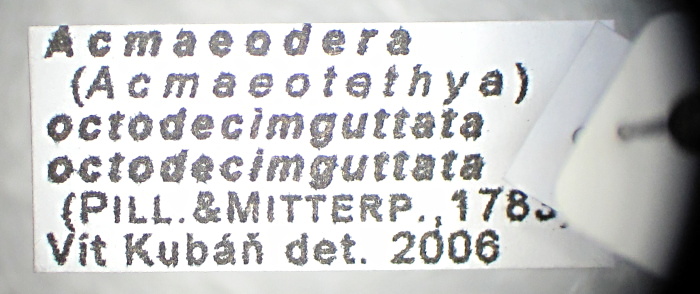 Acmaeodera
(Acmaeotethya)
octodecimguttata
octodecimguttata
(PILL.&MITTERP.,1783)
Vít Kubáň det. 2006